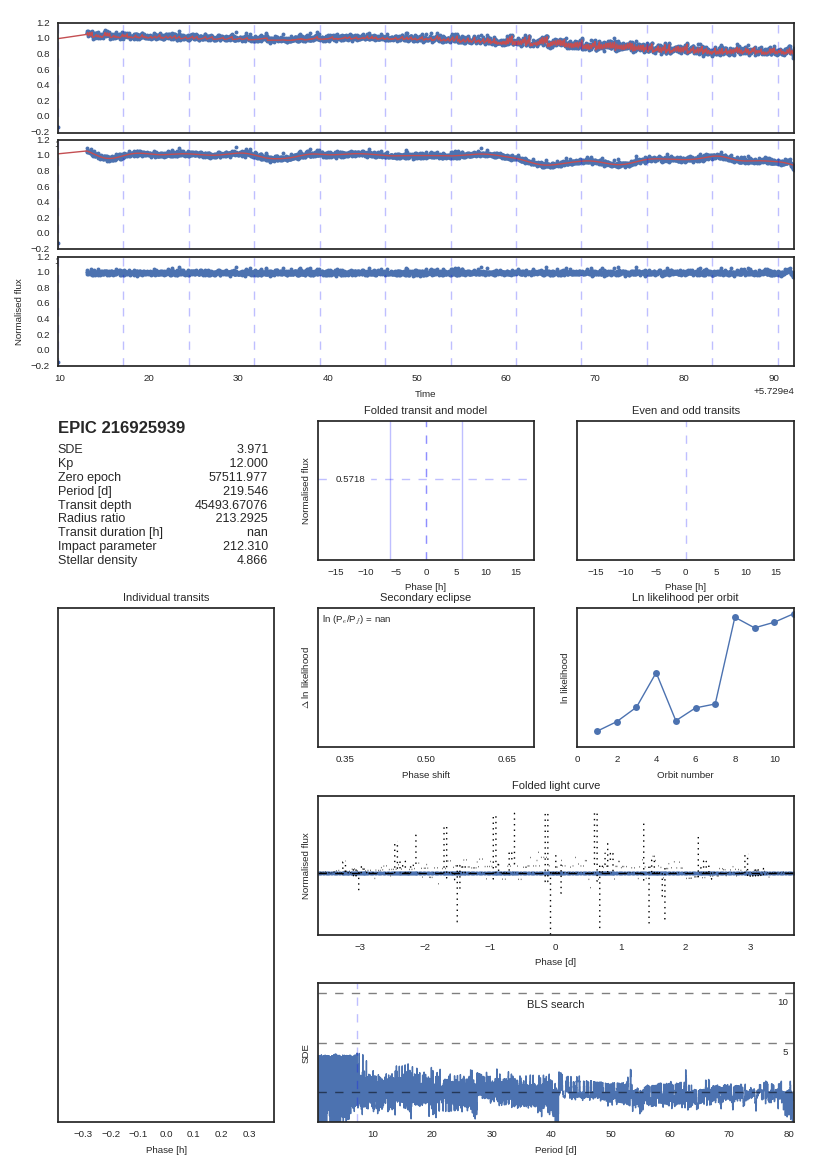 1.2
1.0
0.8
0.6
0.4
0.2
0.0
−0.2
1.2
1.0
0.8
0.6
0.4
0.2
0.0
−0.2
1.2
1.0
0.8
0.6
0.4
0.2
0.0
−0.2
Normalised flux
10 20 30 40 50 60 70 80 90
Time
+5.729e4
EPIC 216925939
SDE 3.971
Kp 12.000
Zero epoch 57511.977
Period [d] 219.546
Transit depth 45493.67076
Radius ratio 213.2925
Transit duration [h] nan
Impact parameter 212.310
Stellar density 4.866
Folded transit and model
Normalised flux
0.5718
−15 −10 −5 0 5 10 15
Phase [h]
Even and odd transits
−15 −10 −5 0 5 10 15
Phase [h]
Individual transits
−0.3 −0.2 −0.1 0.0 0.1 0.2 0.3
Phase [h]
Secondary eclipse
ln (Pₑ/P𝑓) = nan
Δ ln likelihood
0.35 0.50 0.65
Phase shift
Ln likelihood per orbit
ln likelihood
0 2 4 6 8 10
Orbit number
Folded light curve
Normalised flux
−3 −2 −1 0 1 2 3
Phase [d]
BLS search
10
5
SDE
10 20 30 40 50 60 70 80
Period [d]